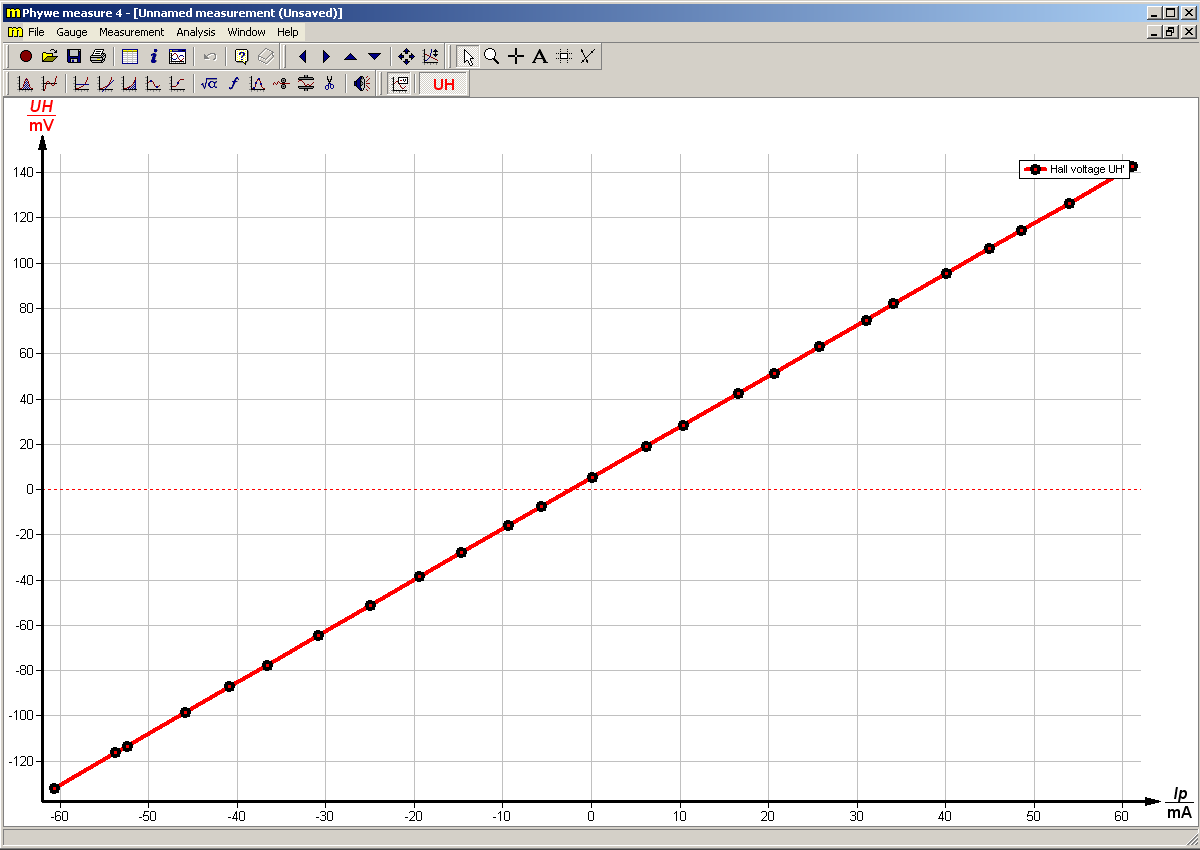 Phywe measure 4 - [Unnamed measurement (Unsaved)]
File Gauge Measurement Analysis Window Help
UH
UH
mV
Hall voltage UH'
140
120
100
80
60
40
20
0
-20
-40
-60
-80
-100
-120
-60 -50 -40 -30 -20 -10 0 10 20 30 40 50 60
Ip
mA